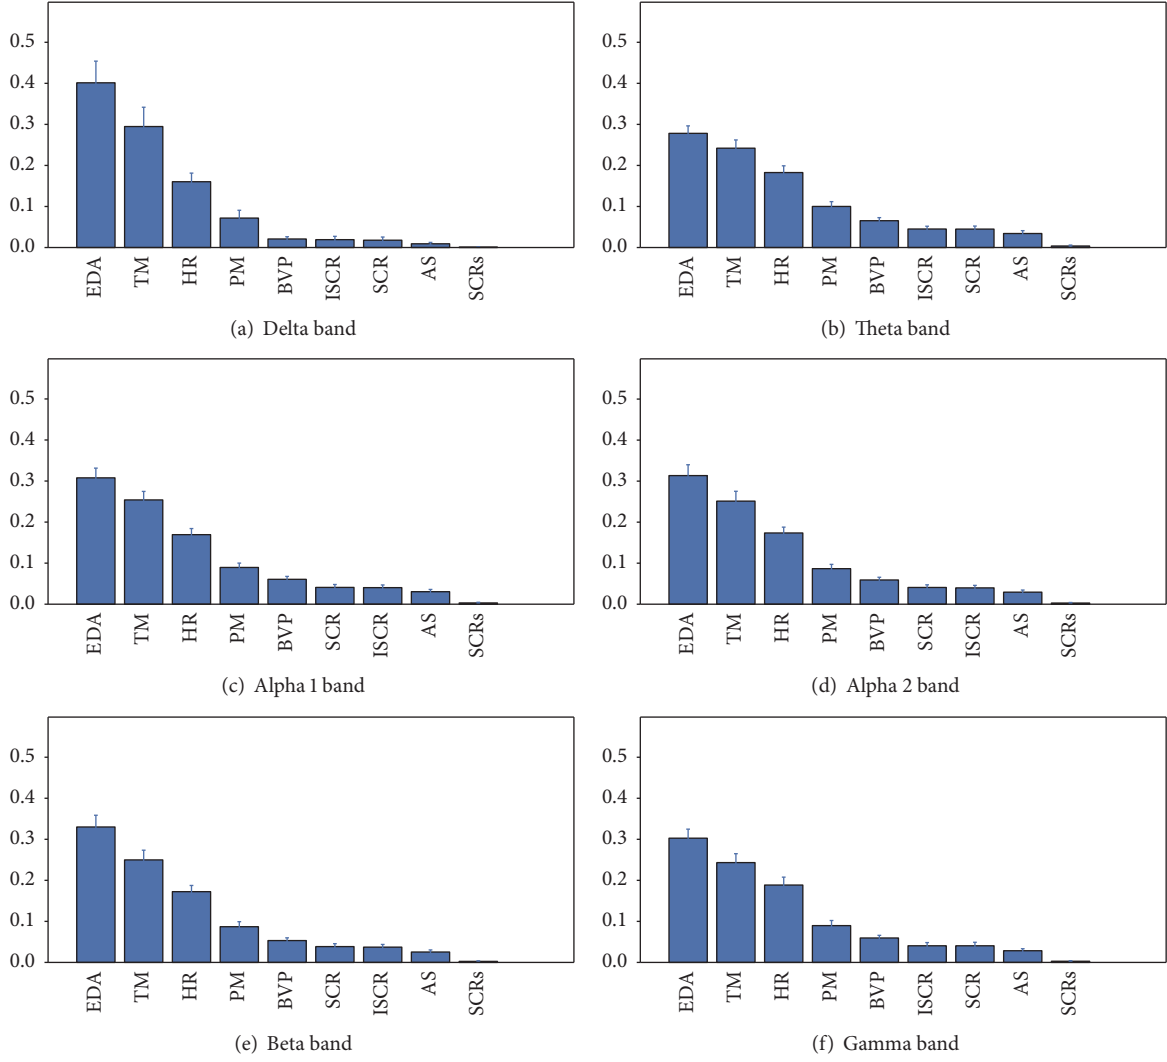 0.5
0.4
0.3
0.2
0.1
0.0
EDA
TM
HR
PM
BVP
ISCR
SCR
AS
SCRs
(a) Delta band
0.5
0.4
0.3
0.2
0.1
0.0
EDA
TM
HR
PM
BVP
ISCR
SCR
AS
SCRs
(b) Theta band
0.5
0.4
0.3
0.2
0.1
0.0
EDA
TM
HR
PM
BVP
SCR
ISCR
AS
SCRs
(c) Alpha 1 band
0.5
0.4
0.3
0.2
0.1
0.0
EDA
TM
HR
PM
BVP
SCR
ISCR
AS
SCRs
(d) Alpha 2 band
0.5
0.4
0.3
0.2
0.1
0.0
EDA
TM
HR
PM
BVP
SCR
ISCR
AS
SCRs
(e) Beta band
0.5
0.4
0.3
0.2
0.1
0.0
EDA
TM
HR
PM
BVP
ISCR
SCR
AS
SCRs
(f) Gamma band